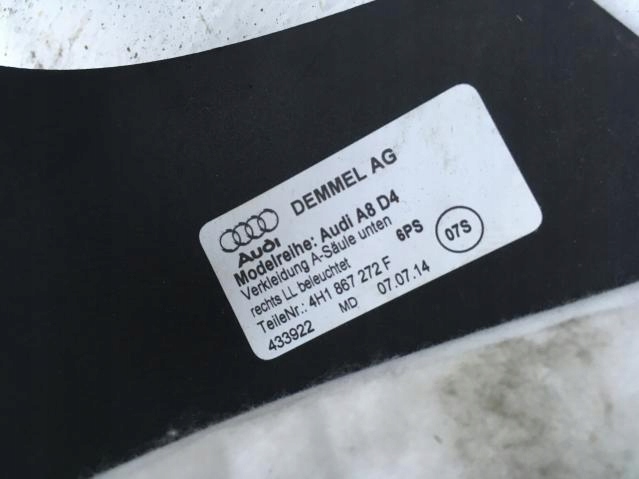 DEMMEL AG
Audi
Modelreihe: Audi A8 D4
Verkleidung A-Säule unten
rechts LL beleuchtet 6PS
TeileNr.: 4H1 867 272 F 07S
433922 MD 07.07.14